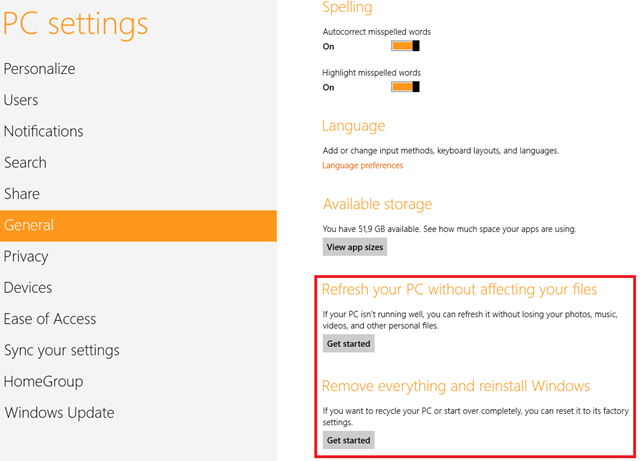 PC settings
Personalize
Users
Notifications
Search
Share
General
Privacy
Devices
Ease of Access
Sync your settings
HomeGroup
Windows Update
Spelling
Autocorrect misspelled words
On
Highlight misspelled words
On
Language
Add or change input methods, keyboard layouts, and languages.
Language preferences
Available storage
You have 51,9 GB available. See how much space your apps are using.
View app sizes
Refresh your PC without affecting your files
If your PC isn't running well, you can refresh it without losing your photos, music,
videos, and other personal files.
Get started
Remove everything and reinstall Windows
If you want to recycle your PC or start over completely, you can reset it to its factory
settings.
Get started